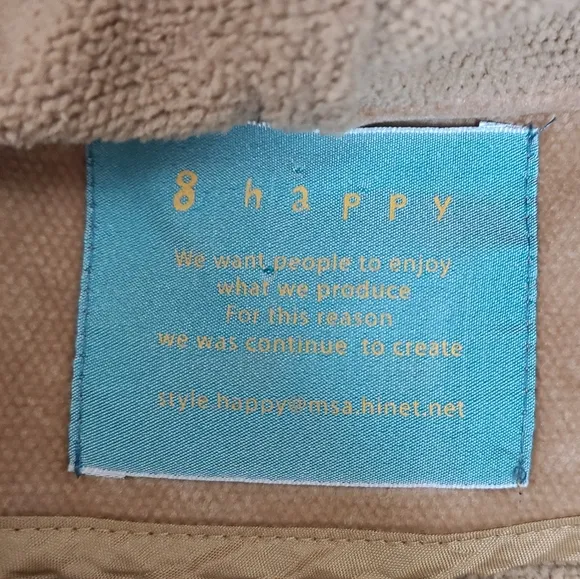 8 happy
We want people to enjoy
what we produce
For this reason
we was continue to create
style.happy@msa.hinet.net